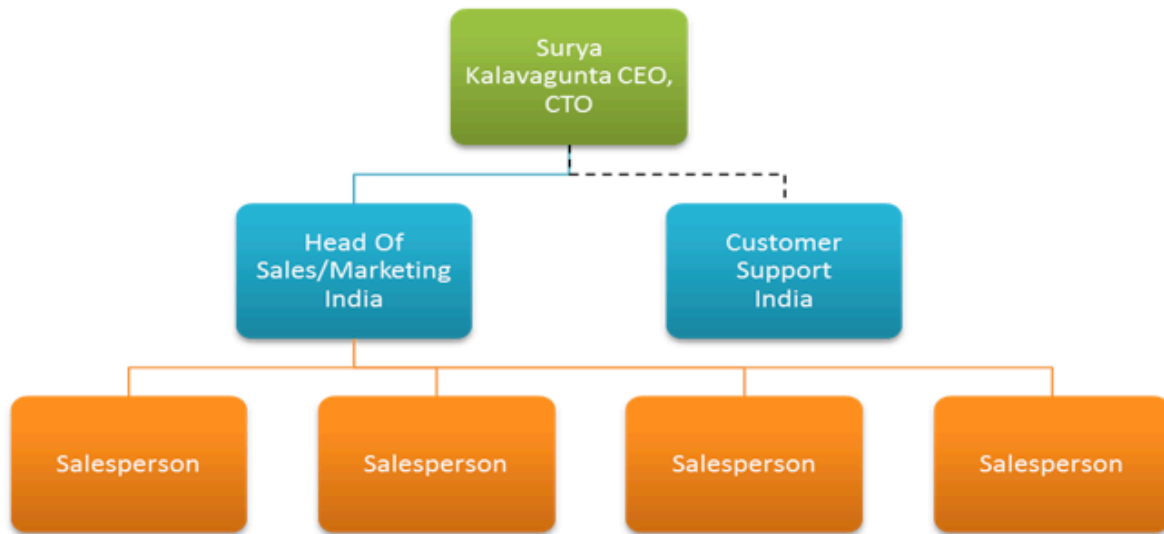 Surya
Kalavagunta CEO,
CTO
Head Of
Sales/Marketing
India
Customer
Support
India
Salesperson
Salesperson
Salesperson
Salesperson